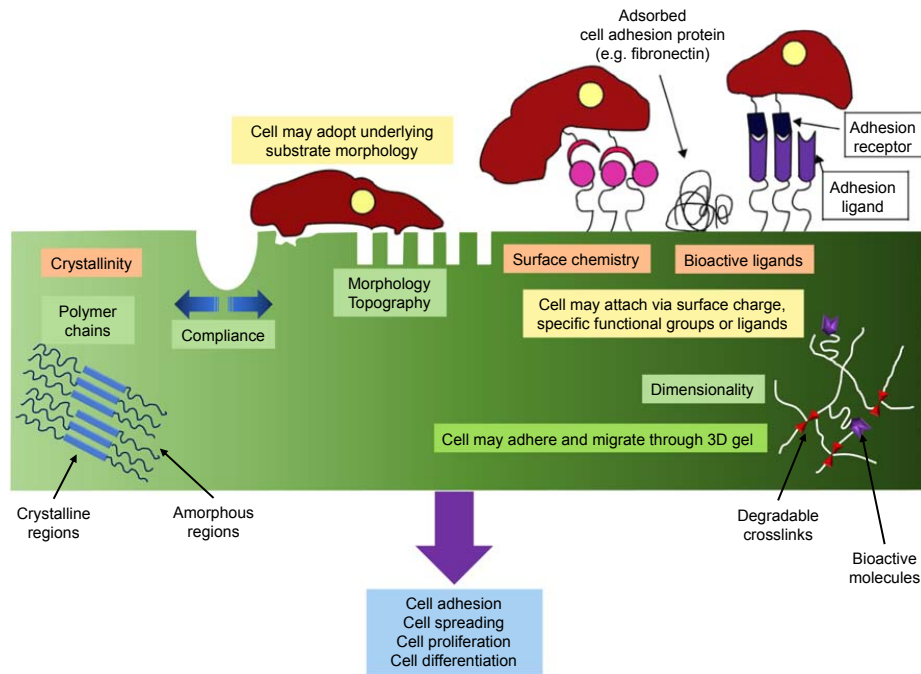 Adsorbed
cell adhesion protein
(e.g. fibronectin)
Cell may adopt underlying
substrate morphology
Adhesion
receptor
Adhesion
ligand
Crystallinity
Surface chemistry
Bioactive ligands
Morphology
Topography
Polymer
chains
Compliance
Cell may attach via surface charge,
specific functional groups or ligands
Dimensionality
Cell may adhere and migrate through 3D gel
Crystalline
regions
Amorphous
regions
Degradable
crosslinks
Bioactive
molecules
Cell adhesion
Cell spreading
Cell proliferation
Cell differentiation